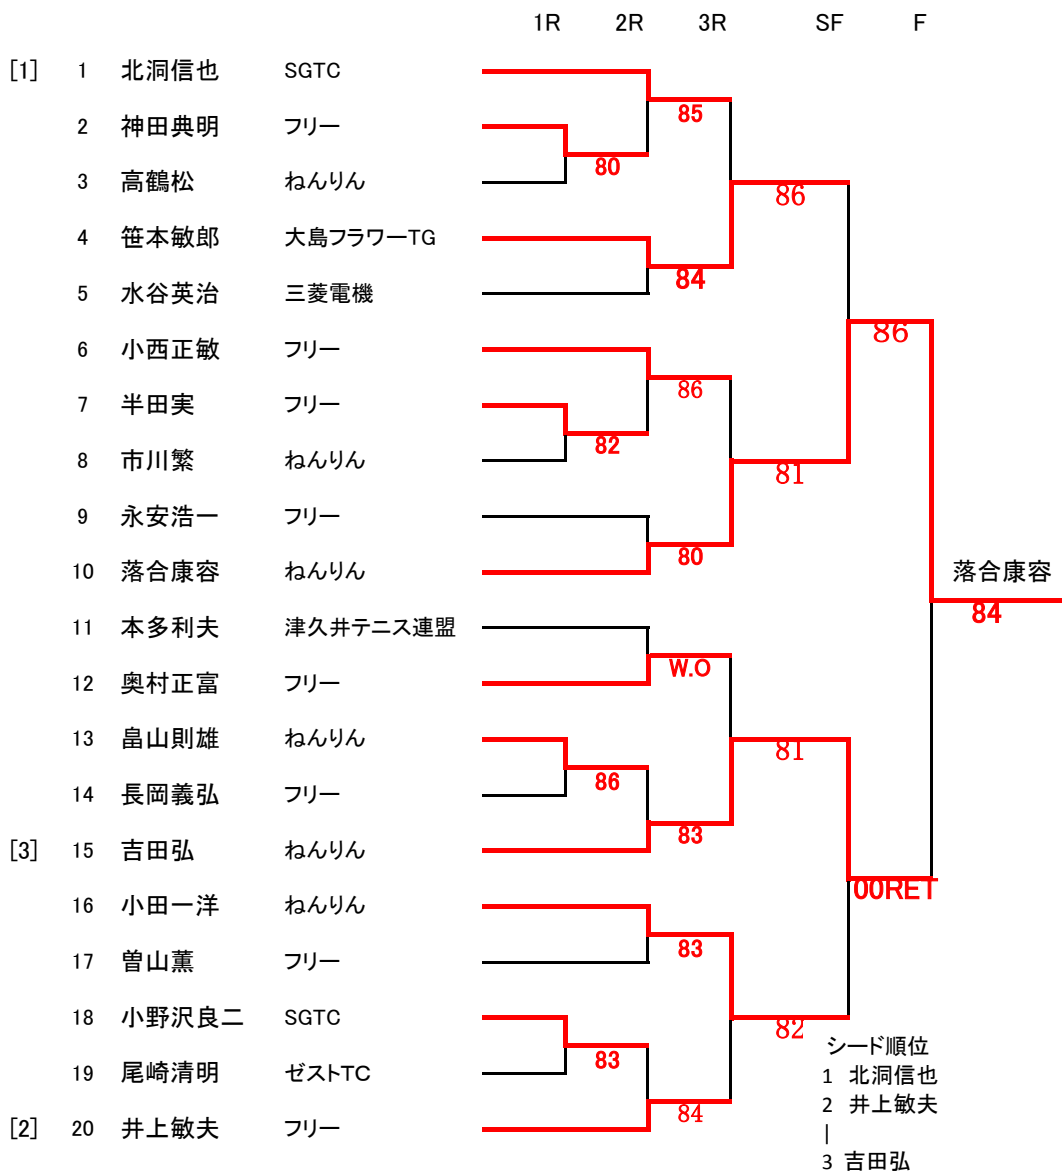 1R 2R 3R SF F
[1] 1 北洞信也 SGTC
85
2 神田典明 フリー
80
3 高鶴松 ねんりん
86
4 笹本敏郎 大島フラワーTG
84
5 水谷英治 三菱電機
86
6 小西正敏 フリー
86
7 半田実 フリー
82
8 市川繁 ねんりん
81
9 永安浩一 フリー
80
10 落合康容 ねんりん
落合康容
84
11 本多利夫 津久井テニス連盟
W.O
12 奥村正富 フリー
13 畠山則雄 ねんりん
81
86
14 長岡義弘 フリー
83
[3] 15 吉田弘 ねんりん
00RET
16 小田一洋 ねんりん
83
17 曽山薫 フリー
18 小野沢良二 SGTC
82
シード順位
83
19 尾崎清明 ゼストTC
1 北洞信也
2 井上敏夫
84
[2] 20 井上敏夫 フリー
|
3 吉田弘